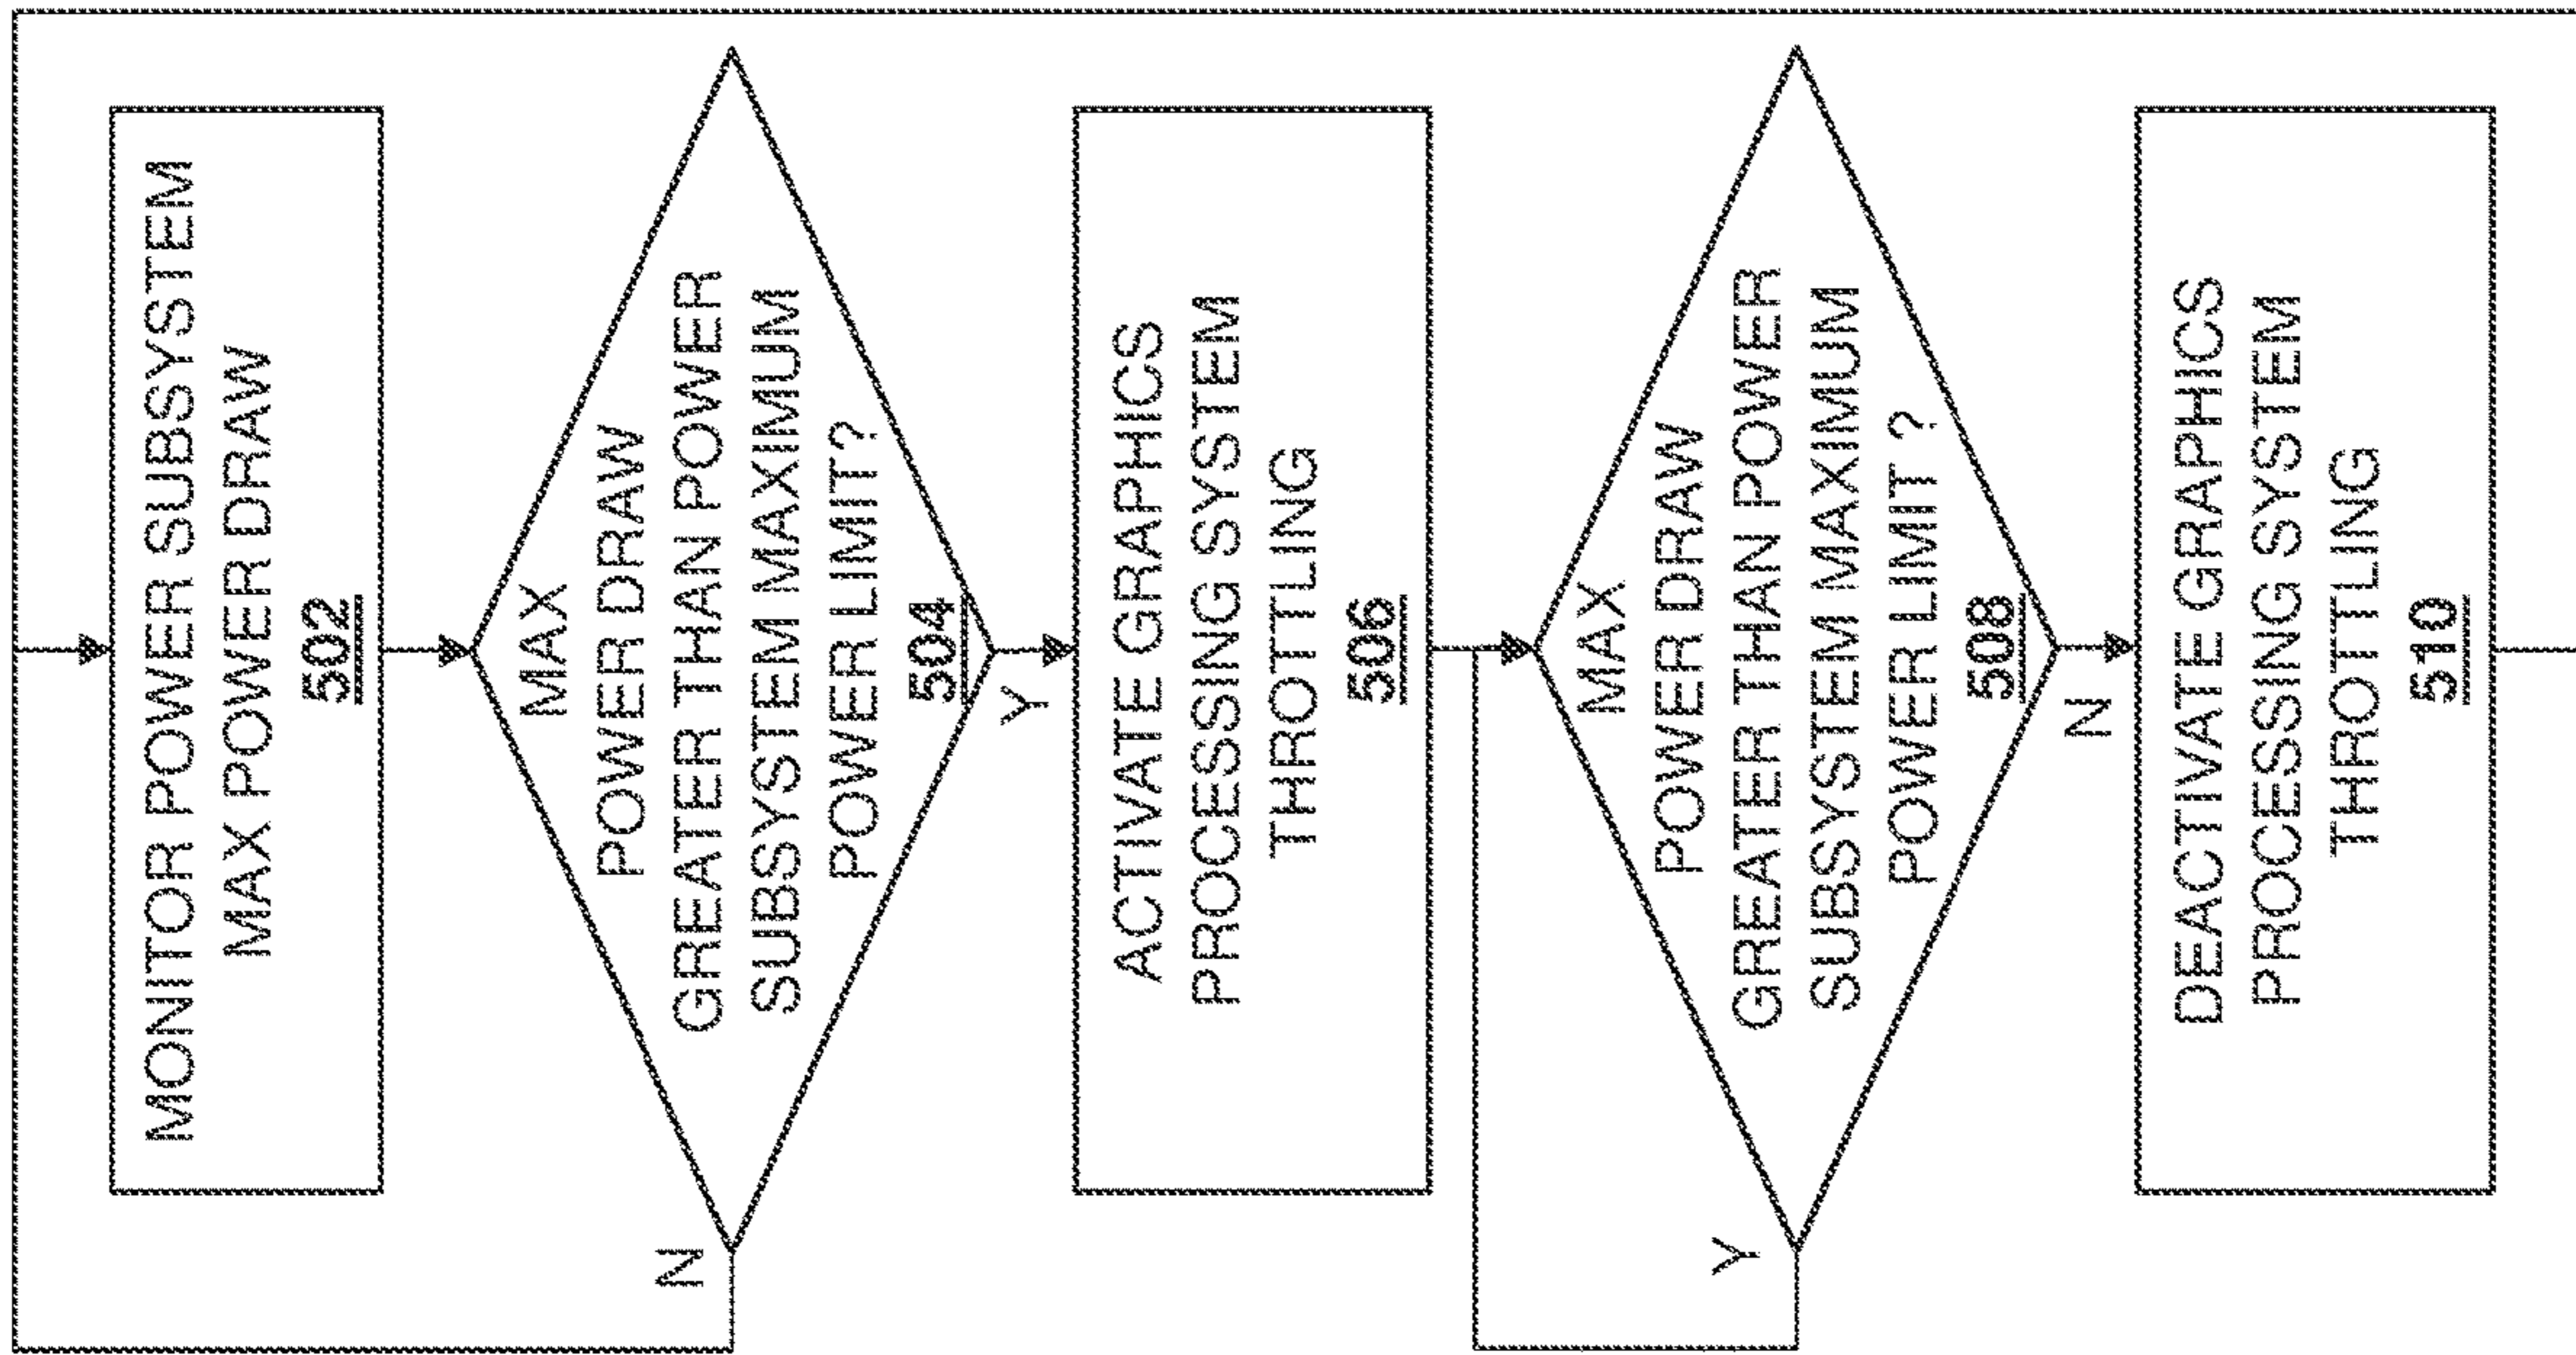 MONITOR POWER SUBSYSTEM
MAX POWER DRAW
502
MAX
POWER DRAW
GREATER THAN POWER
SUBSYSTEM MAXIMUM
POWER LIMIT?
504
N
Y
ACTIVATE GRAPHICS
PROCESSING SYSTEM
THROTTLING
506
MAX
POWER DRAW
GREATER THAN POWER
SUBSYSTEM MAXIMUM
POWER LIMIT ?
508
Y
N
DEACTIVATE GRAPHICS
PROCESSING SYSTEM
THROTTLING
510